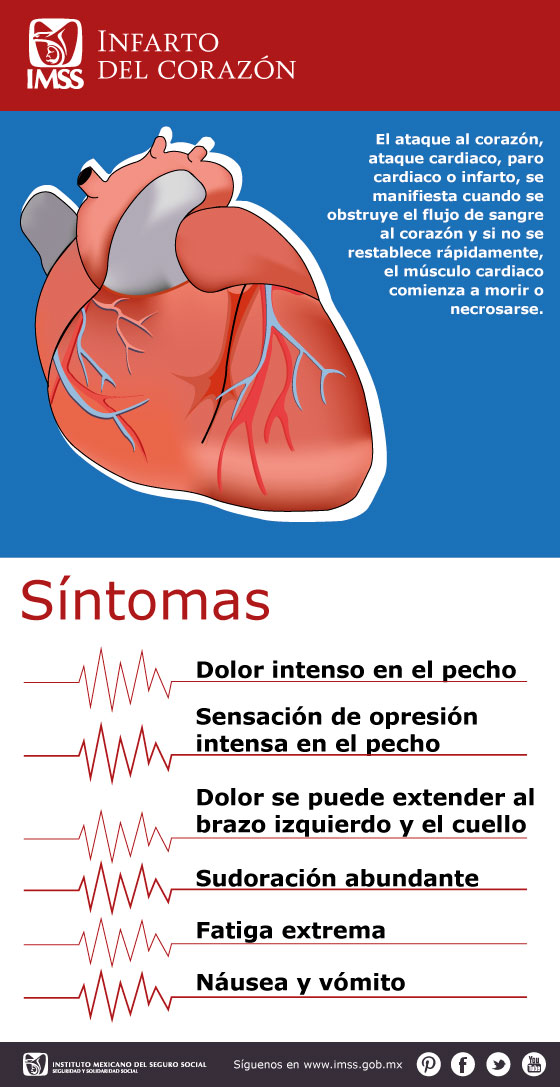 IMSS
INFARTO
DEL CORAZÓN
El ataque al corazón,
ataque cardiaco, paro
cardiaco o infarto, se
manifiesta cuando se
obstruye el flujo de sangre
al corazón y si no se
restablece rápidamente,
el músculo cardiaco
comienza a morir o
necrosarse.
Síntomas
Dolor intenso en el pecho
Sensación de opresión
intensa en el pecho
Dolor se puede extender al
brazo izquierdo y el cuello
Sudoración abundante
Fatiga extrema
Náusea y vómito
IMSS
INSTITUTO MEXICANO DEL SEGURO SOCIAL
SEGURIDAD Y SOLIDARIDAD SOCIAL
Síguenos en www.imss.gob.mx
You
Tube